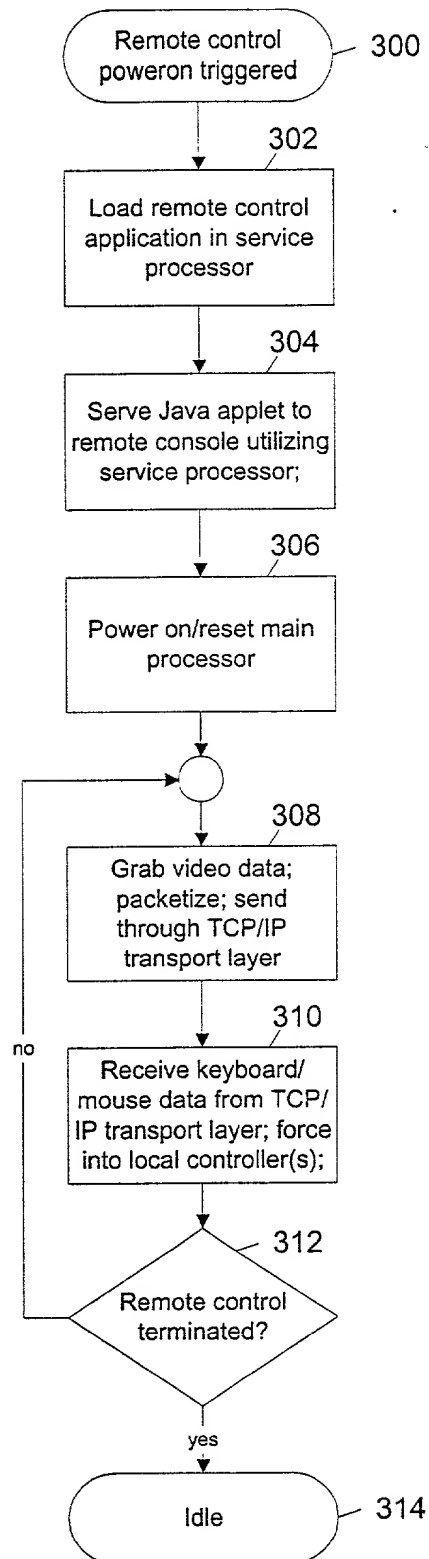 Remote control
poweron triggered
300
302
Load remote control
application in service
processor
304
Serve Java applet to
remote console utilizing
service processor;
306
Power on/reset main
processor
308
Grab video data;
packetize; send
through TCP/IP
transport layer
310
Receive keyboard/
mouse data from TCP/
IP transport layer; force
into local controller(s);
no
312
Remote control
terminated?
yes
Idle
314